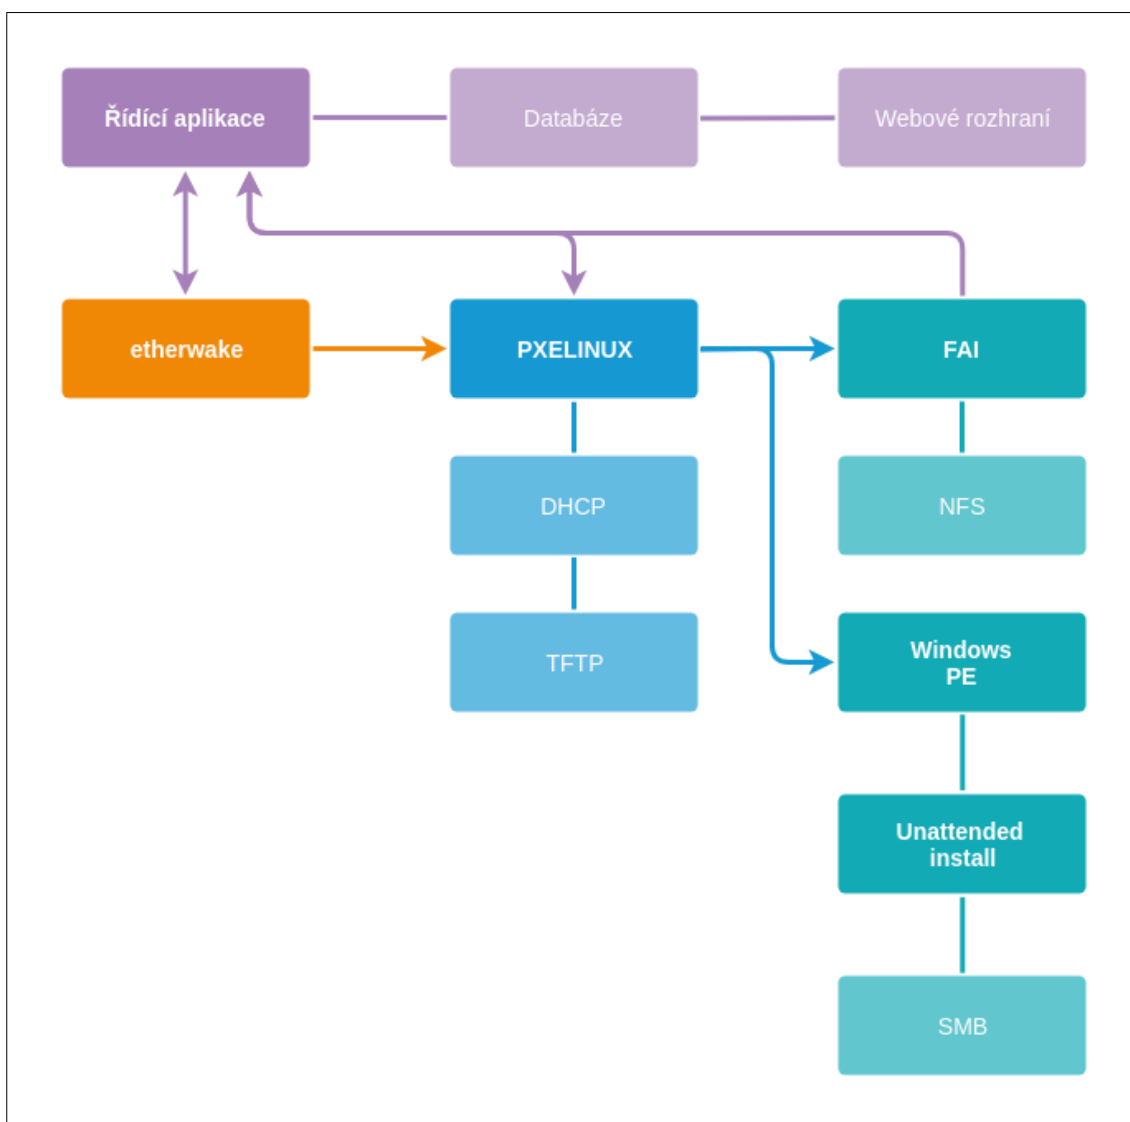 Řídící aplikace
Databáze
Webové rozhraní
etherwake
PXELINUX
FAI
DHCP
NFS
TFTP
Windows
PE
Unattended
install
SMB